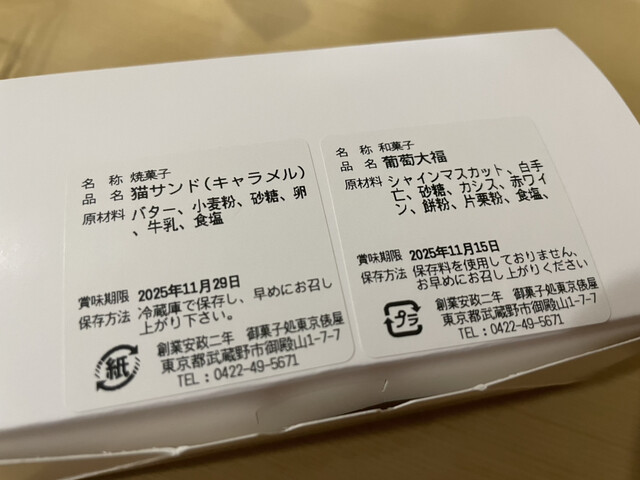 名 称 焼菓子
品 名 猫サンド(キャラメル)
原材料 バター、小麦粉、砂糖、卵
、牛乳、食塩
賞味期限 2025年11月29日
保存方法 冷蔵庫で保存し、早めにお召し
上がり下さい。
紙
創業安政二年 御菓子処東京俵屋
東京都武蔵野市御殿山1-7-7
TEL:0422-49-5671
名 称 和菓子
品 名 葡萄大福
原材料 シャインマスカット、白手
亡、砂糖、カシス、赤ワイ
ン、餅粉、片栗粉、食塩、
賞味期限 2025年11月15日
保存方法 保存料を使用しておりません、
お早めにお召し上がりください
プラ
創業安政二年 御菓子処東京俵屋
東京都武蔵野市御殿山1-7-7
TEL:0422-49-5671